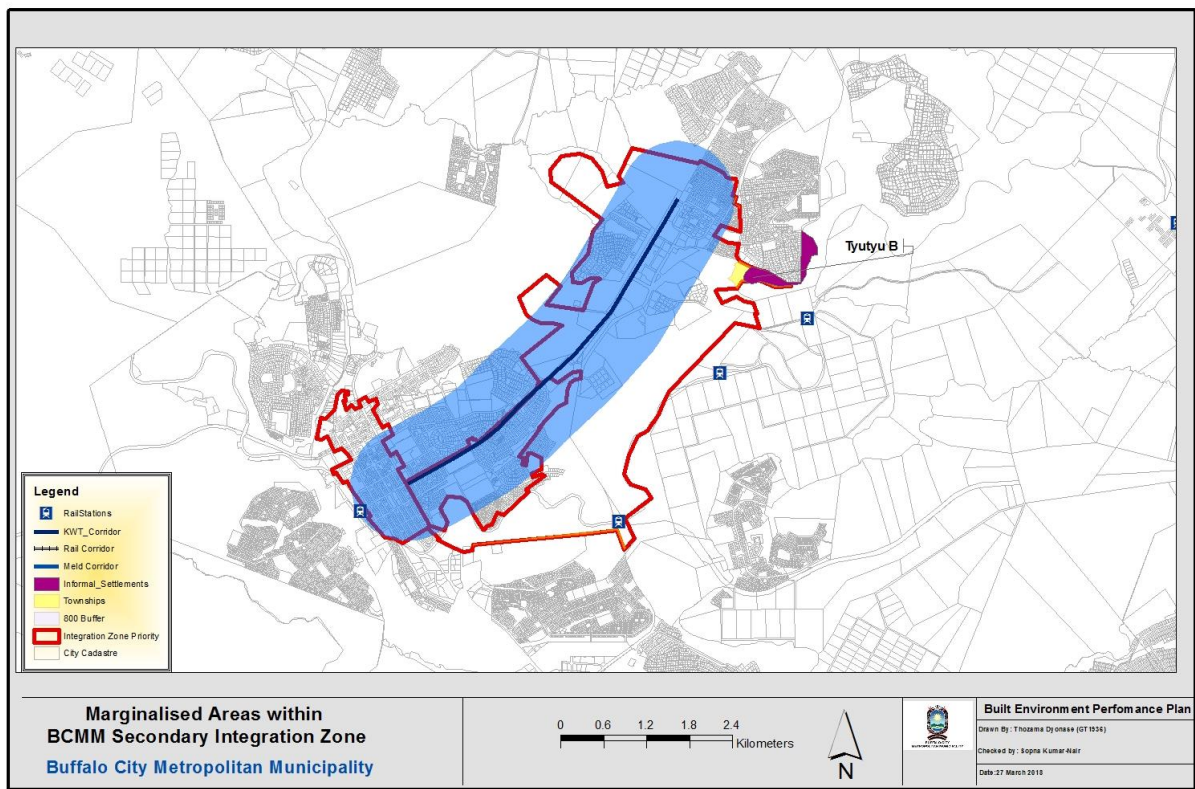 Tyutyu B
Legend
RailStations
KWT_Corridor
Rail Corridor
Meld Corridor
Informal_Settlements
Townships
800 Buffer
Integration Zone Priority
City Cadastre
Marginalised Areas within
BCMM Secondary Integration Zone
Buffalo City Metropolitan Municipality
0 0.6 1.2 1.8 2.4
Kilometers
N
Built Environment Perfomance Plan
Drawn By: Thozama Dyonase (GT1936)
Checked by: Sopna Kumar-Nair
Date:27 March 2018